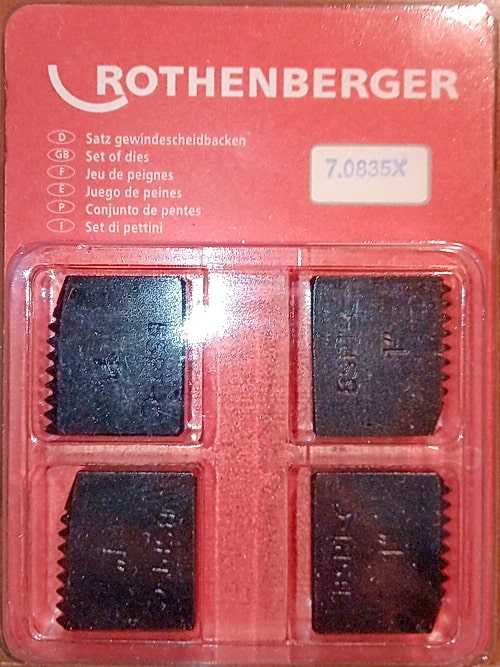 ROTHENBERGER
D Satz gewindescheidbacken
GB Set of dies
F Jeu de peignes
E Juego de peines
P Conjunto de pentes
I Set di pettini
7.0835X
BSPT-R
1"
BSPT-R
1"